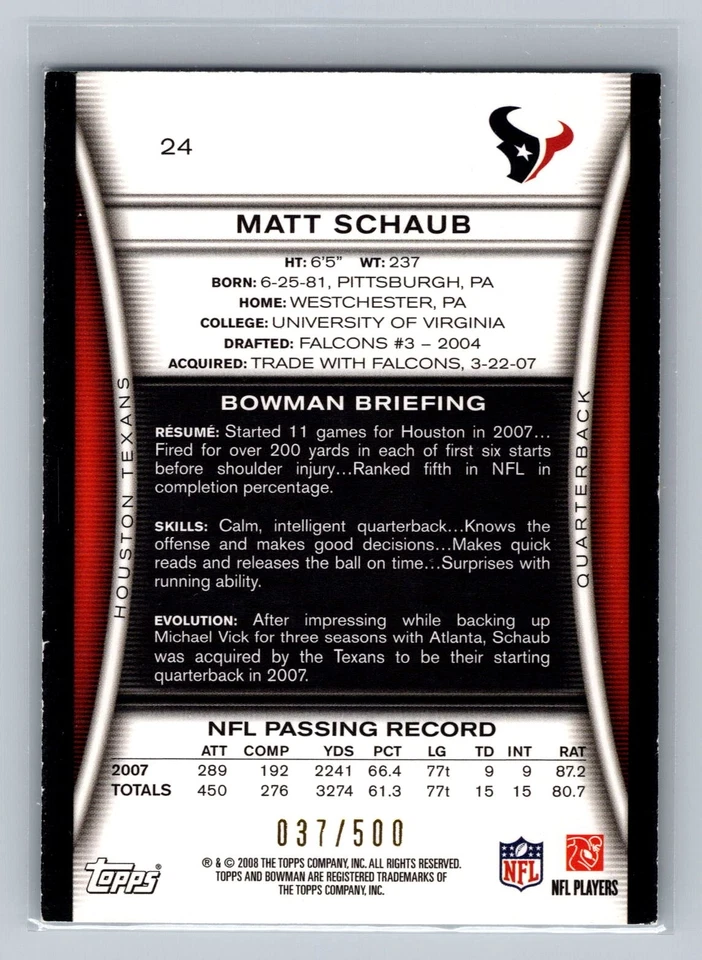 24
MATT SCHAUB
HT: 6'5" WT: 237
BORN: 6-25-81, PITTSBURGH, PA
HOME: WESTCHESTER, PA
COLLEGE: UNIVERSITY OF VIRGINIA
DRAFTED: FALCONS #3 – 2004
ACQUIRED: TRADE WITH FALCONS, 3-22-07
HOUSTON TEXANS
QUARTERBACK
BOWMAN BRIEFING
RÉSUMÉ: Started 11 games for Houston in 2007...
Fired for over 200 yards in each of first six starts
before shoulder injury...Ranked fifth in NFL in
completion percentage.
SKILLS: Calm, intelligent quarterback...Knows the
offense and makes good decisions...Makes quick
reads and releases the ball on time...Surprises with
running ability.
EVOLUTION: After impressing while backing up
Michael Vick for three seasons with Atlanta, Schaub
was acquired by the Texans to be their starting
quarterback in 2007.
NFL PASSING RECORD
ATT COMP YDS PCT LG TD INT RAT
2007 289 192 2241 66.4 77t 9 9 87.2
TOTALS 450 276 3274 61.3 77t 15 15 80.7
037/500
® & © 2008 THE TOPPS COMPANY, INC. ALL RIGHTS RESERVED.
TOPPS AND BOWMAN ARE REGISTERED TRADEMARKS OF
THE TOPPS COMPANY, INC.
topps®
NFL
NFL PLAYERS